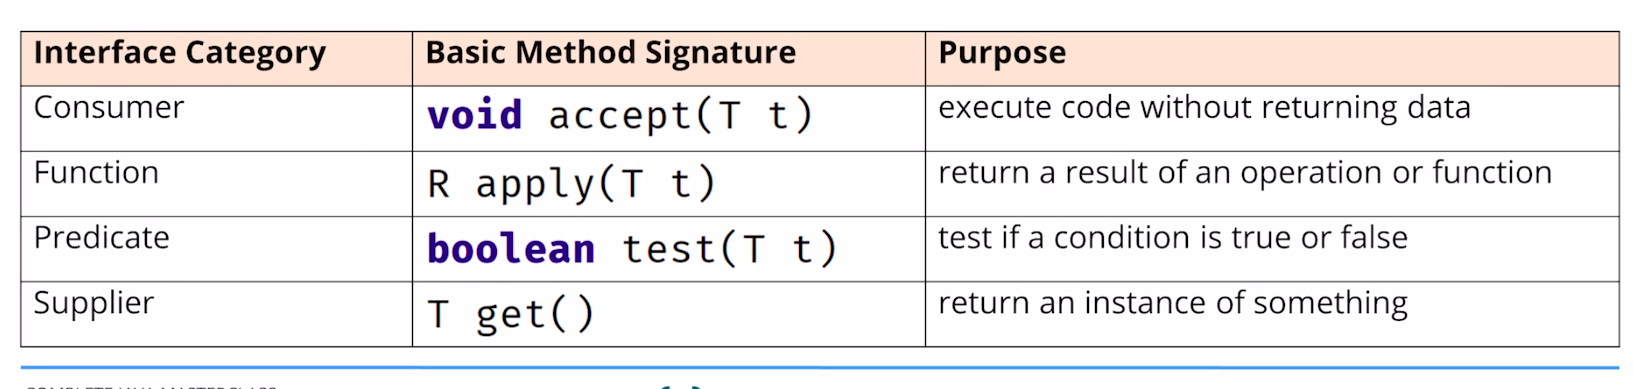 Interface Category Basic Method Signature Purpose
Consumer void accept(T t) execute code without returning data
Function R apply(T t) return a result of an operation or function
Predicate boolean test(T t) test if a condition is true or false
Supplier T get() return an instance of something